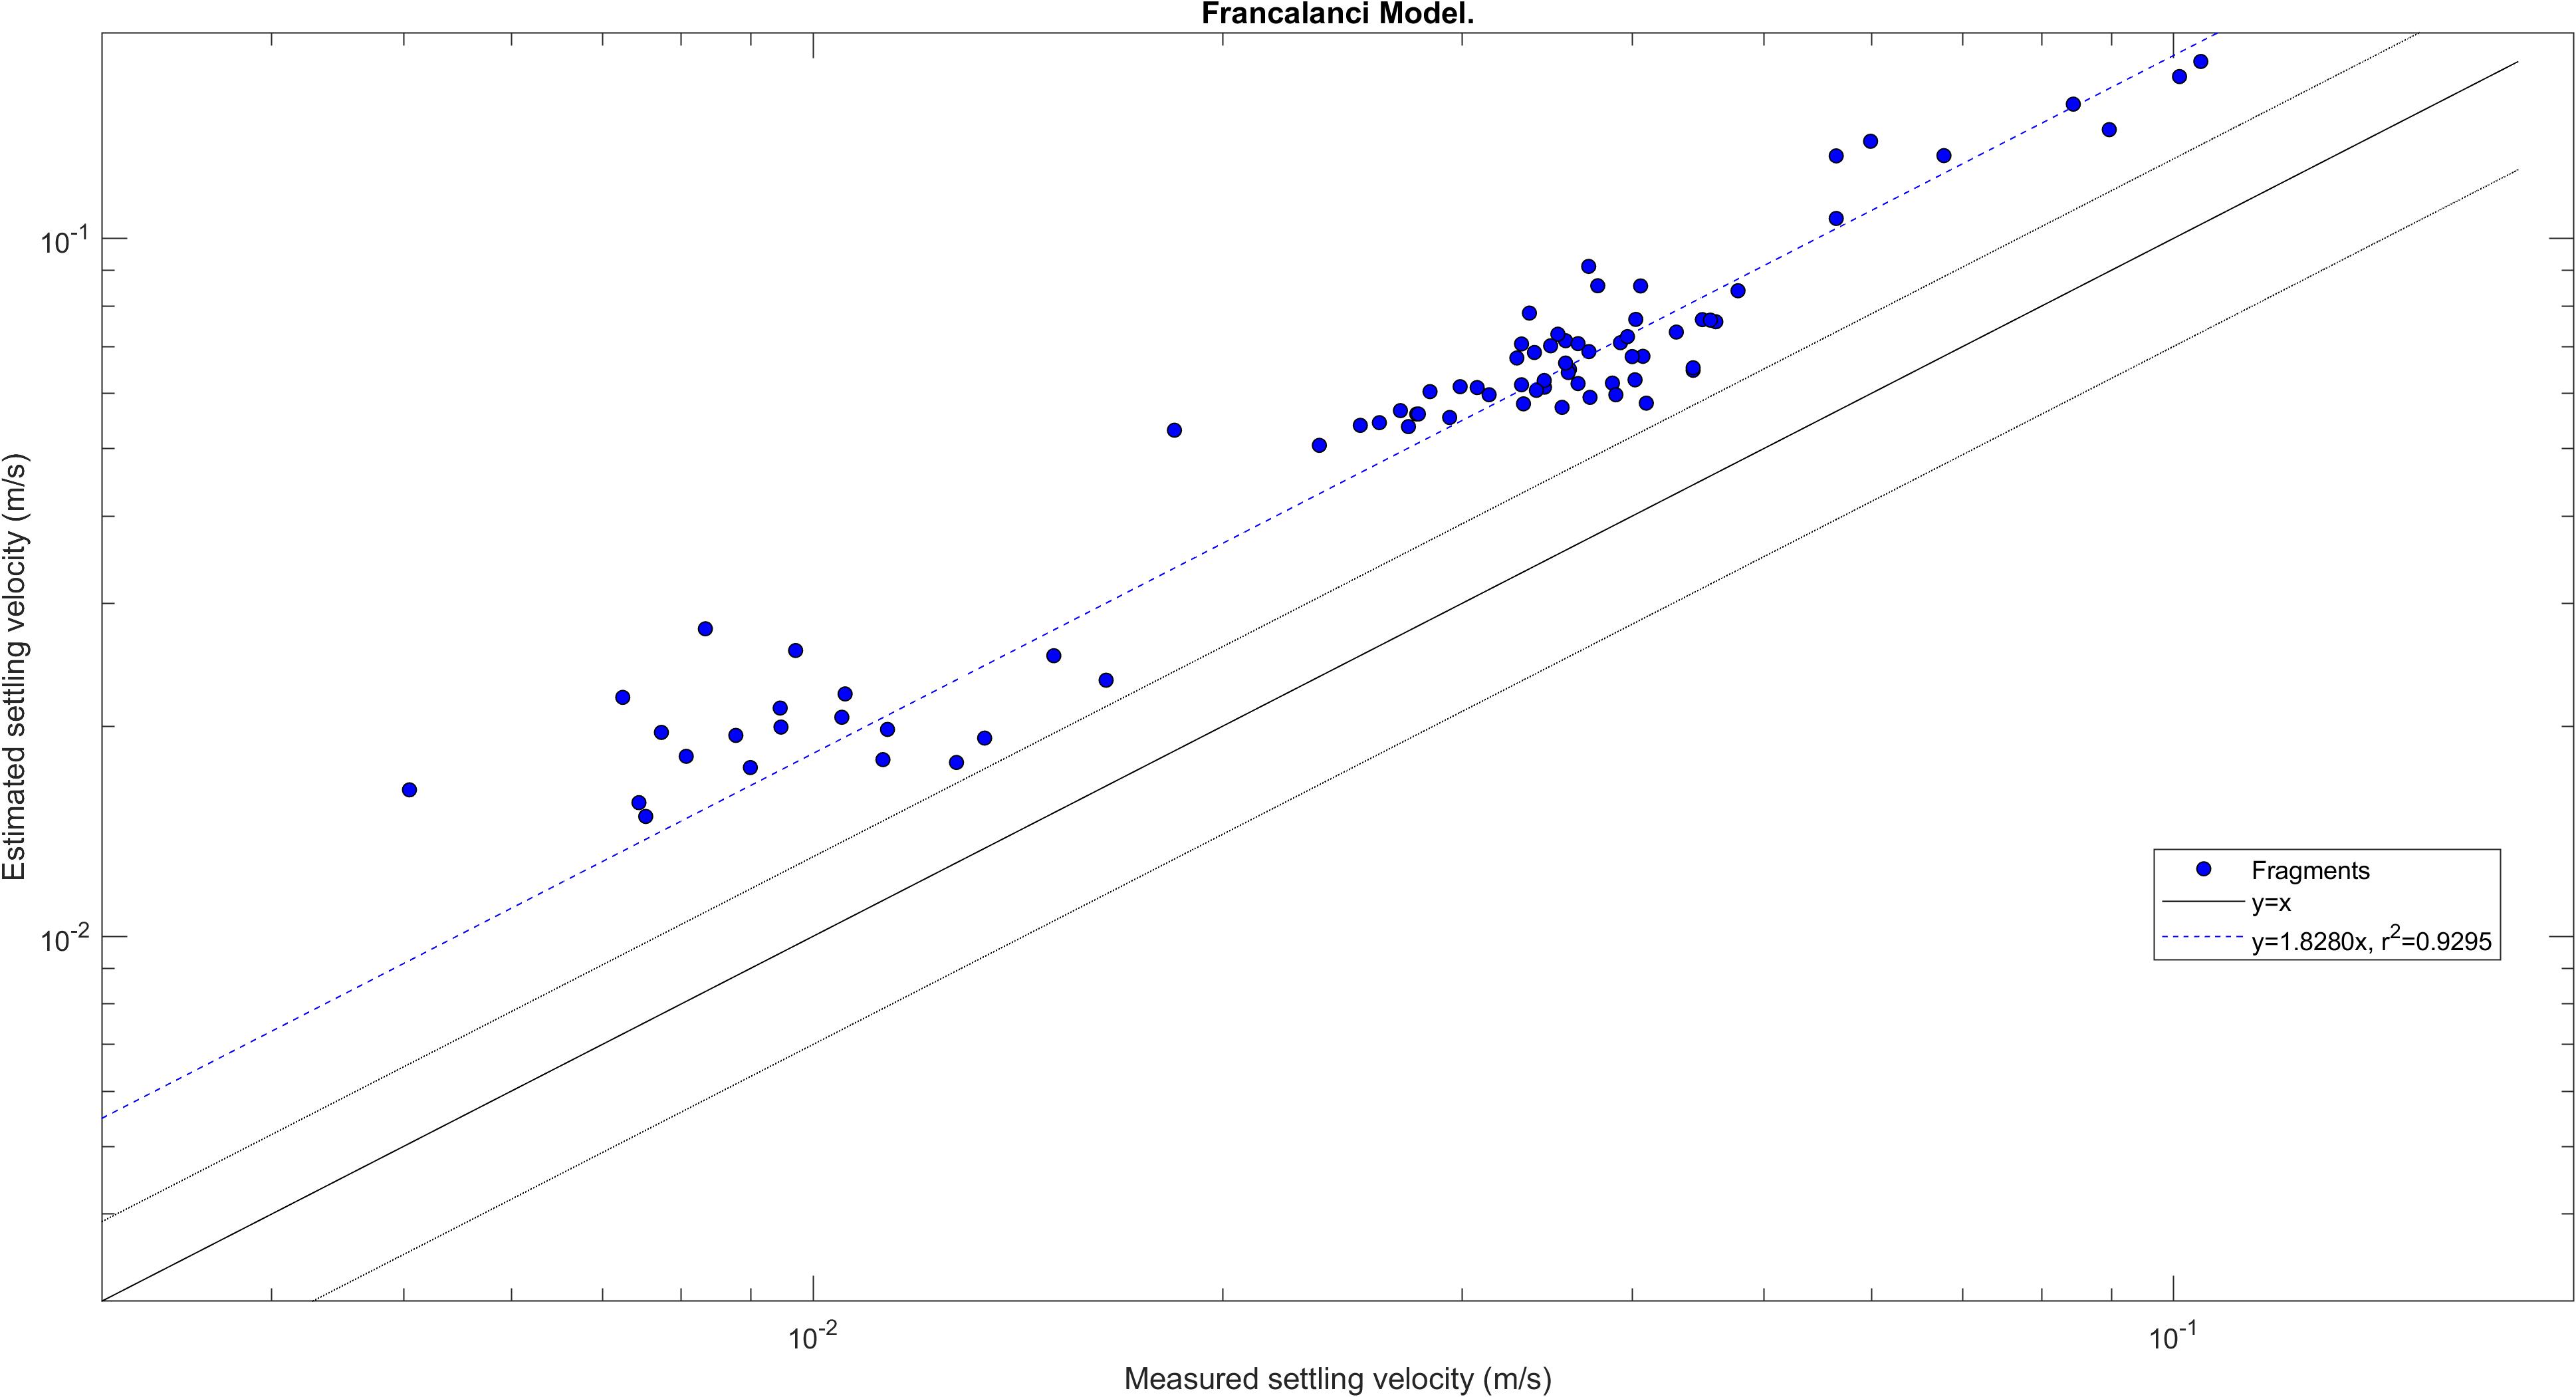 Francalanci Model.
10-1
10-2
Estimated settling velocity (m/s)
Fragments
y=x
y=1.8280x, r2=0.9295
10-2
10-1
Measured settling velocity (m/s)